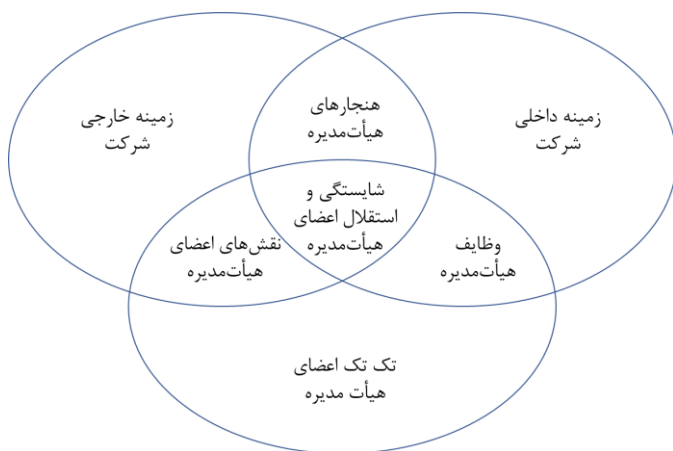 زمینه داخلی
شرکت
هنجارهای
هیأت‌مدیره
زمینه خارجی
شرکت
شایستگی و
استقلال اعضای
هیأت‌مدیره
وظایف
هیأت‌مدیره
نقش‌های اعضای
هیأت‌مدیره
تک تک اعضای
هیأت مدیره